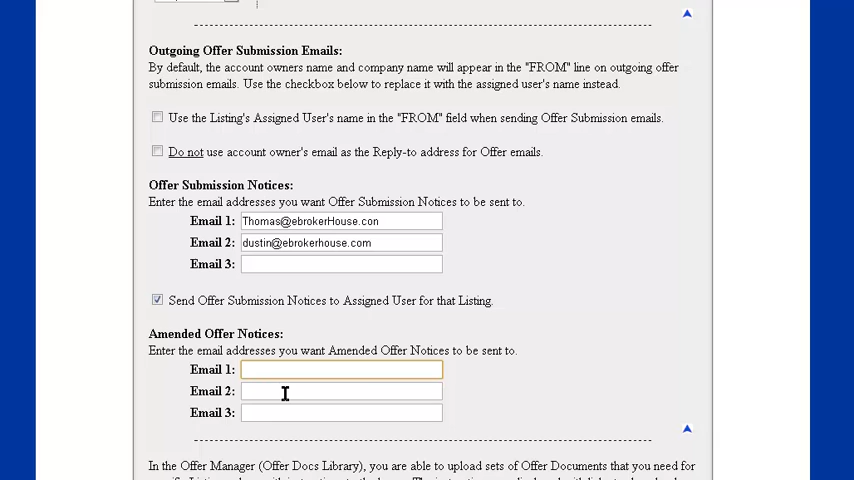 Outgoing Offer Submission Emails:
By default, the account owners name and company name will appear in the "FROM" line on outgoing offer
submission emails. Use the checkbox below to replace it with the assigned user's name instead.
Use the Listing's Assigned User's name in the "FROM" field when sending Offer Submission emails.
Do not use account owner's email as the Reply-to address for Offer emails.
Offer Submission Notices:
Enter the email addresses you want Offer Submission Notices to be sent to.
Email 1: Thomas@ebrokerHouse.con
Email 2: dustin@ebrokerhouse.com
Email 3:
Send Offer Submission Notices to Assigned User for that Listing.
Amended Offer Notices:
Enter the email addresses you want Amended Offer Notices to be sent to.
Email 1:
Email 2:
Email 3:
In the Offer Manager (Offer Docs Library), you are able to upload sets of Offer Documents that you need for